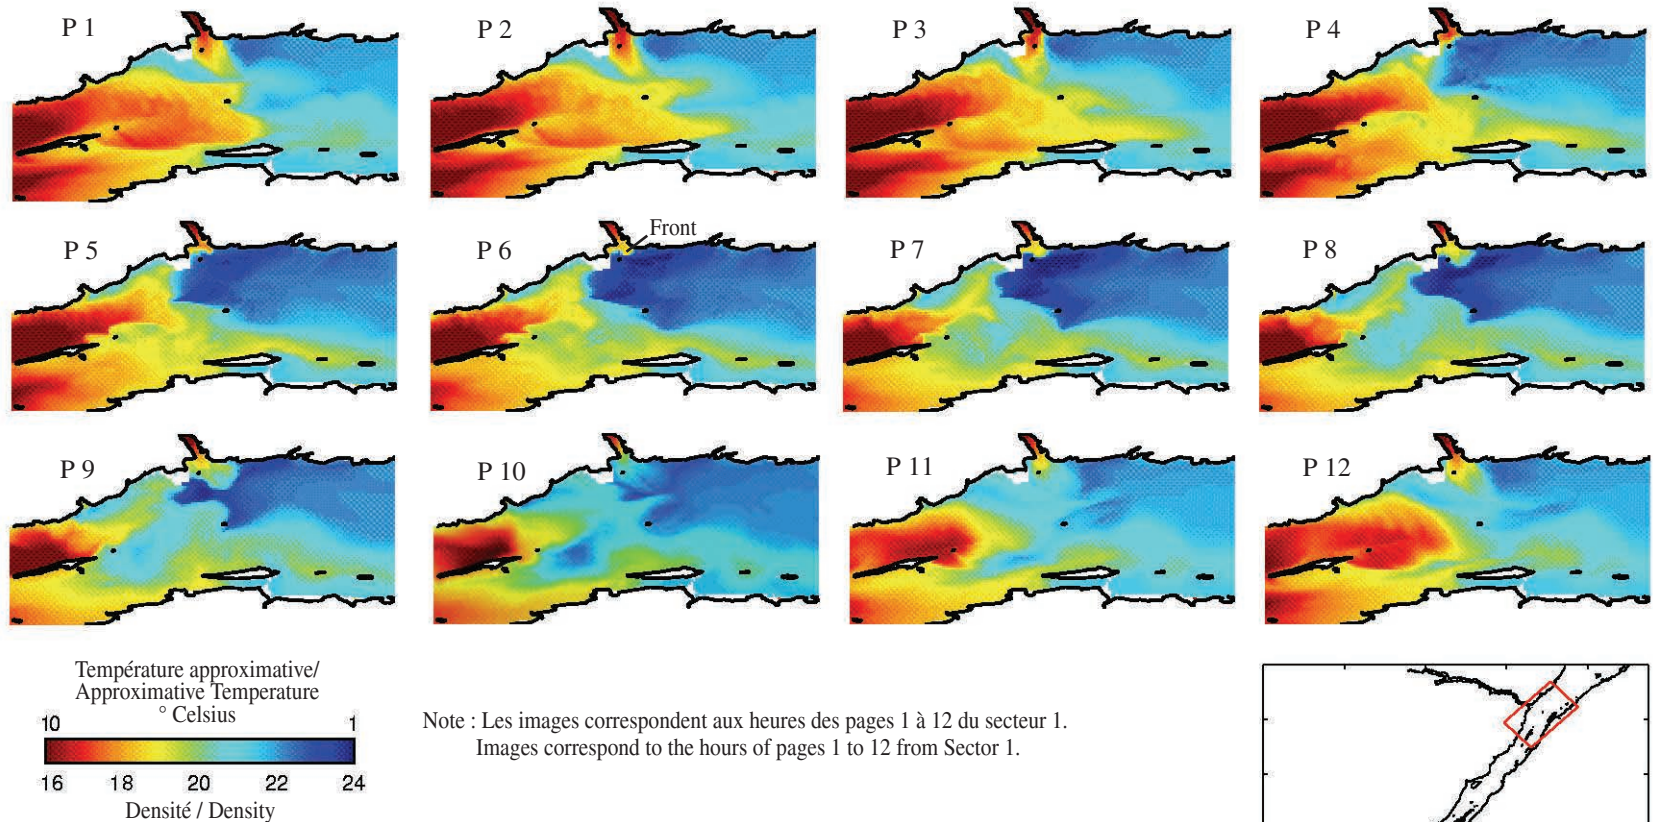 P 1
P 2
P 3
P 4
P 5
P 6
Front
P 7
P 8
P 9
P 10
P 11
P 12
Température approximative/
Approximative Temperature
° Celsius
10 1
16 18 20 22 24
Densité / Density
Note : Les images correspondent aux heures des pages 1 à 12 du secteur 1.
Images correspond to the hours of pages 1 to 12 from Sector 1.